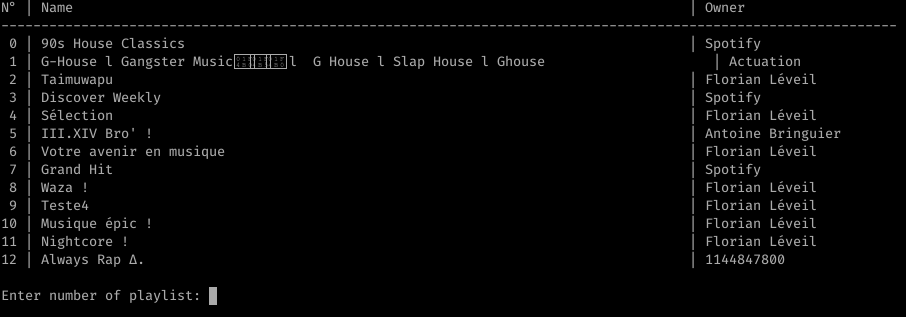 N° | Name | Owner
0 | 90s House Classics | Spotify
1 | G-House l Gangster Music l  G House l Slap House l Ghouse | Actuation
2 | Taimuwapu | Florian Léveil
3 | Discover Weekly | Spotify
4 | Sélection | Florian Léveil
5 | III.XIV Bro' ! | Antoine Bringuier
6 | Votre avenir en musique | Florian Léveil
7 | Grand Hit | Spotify
8 | Waza ! | Florian Léveil
9 | Teste4 | Florian Léveil
10 | Musique épic ! | Florian Léveil
11 | Nightcore ! | Florian Léveil
12 | Always Rap Δ. | 1144847800
Enter number of playlist: